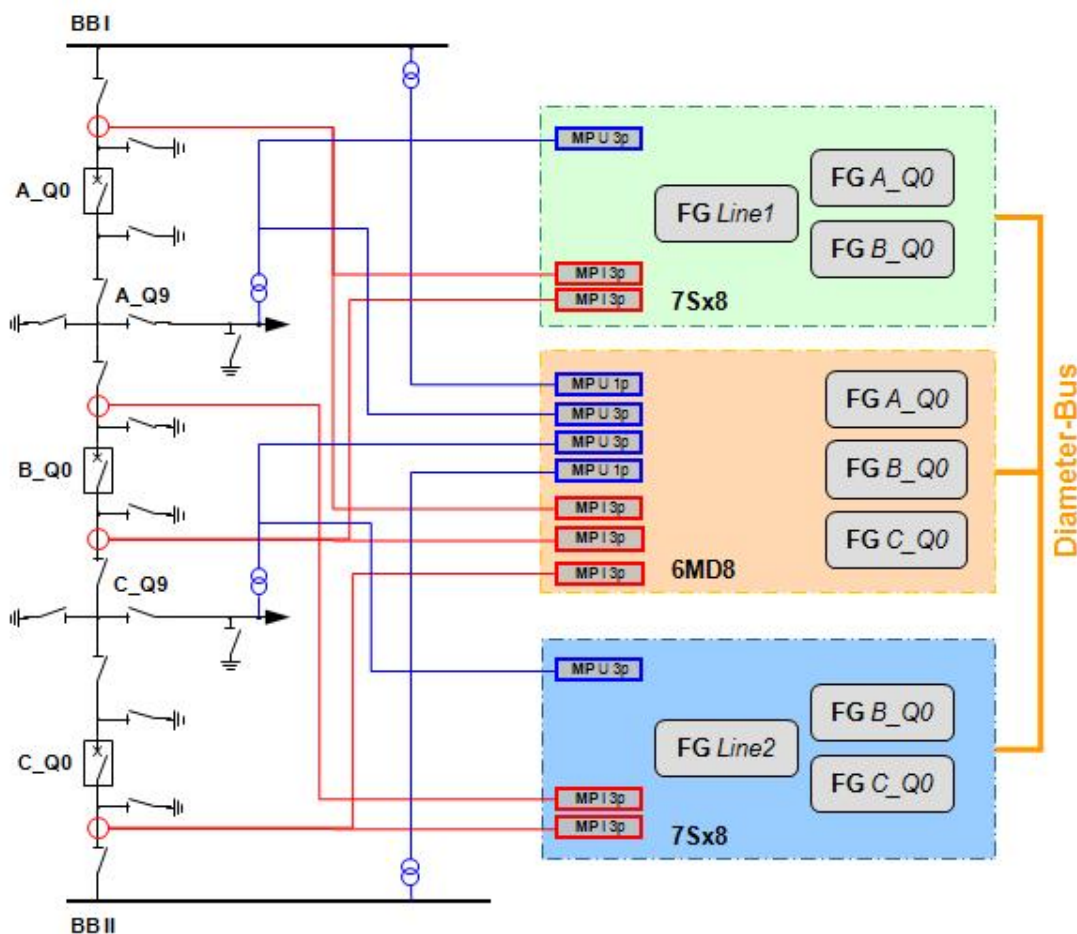 BB I
A_Q0
A_Q9
B_Q0
C_Q9
C_Q0
BB II
MP U 3p
FG Line1
FG A_Q0
FG B_Q0
MP I 3p
MP I 3p
7Sx8
MP U 1p
MP U 3p
MP U 3p
MP U 1p
MP I 3p
MP I 3p
MP I 3p
FG A_Q0
FG B_Q0
FG C_Q0
6MD8
MP U 3p
FG Line2
FG B_Q0
FG C_Q0
MP I 3p
MP I 3p
7Sx8
Diameter-Bus